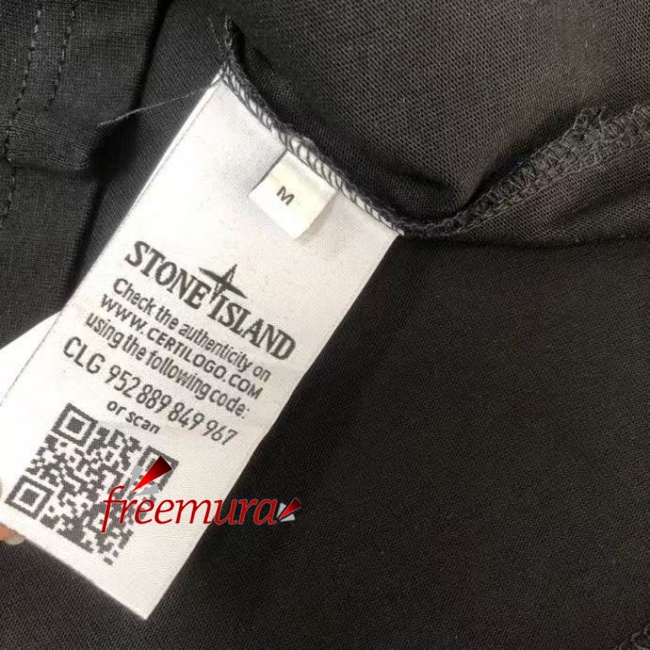 M
STONE ISLAND
Check the authenticity on
WWW.CERTILOGO.COM
using the following code:
CLG 952 889 849 967
or scan
freemura